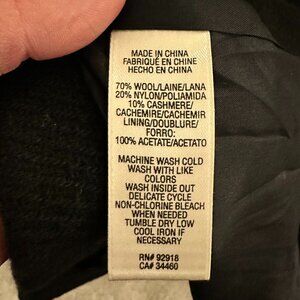 MADE IN CHINA
FABRIQUÉ EN CHINE
HECHO EN CHINA
70% WOOL/LAINE/LANA
20% NYLON/POLIAMIDA
10% CASHMERE/
CACHEMIRE/CACHEMIR
LINING/DOUBLURE/
FORRO:
100% ACETATE/ACETATO
MACHINE WASH COLD
WASH WITH LIKE
COLORS
WASH INSIDE OUT
DELICATE CYCLE
NON-CHLORINE BLEACH
WHEN NEEDED
TUMBLE DRY LOW
COOL IRON IF
NECESSARY
RN# 92918
CA# 34460